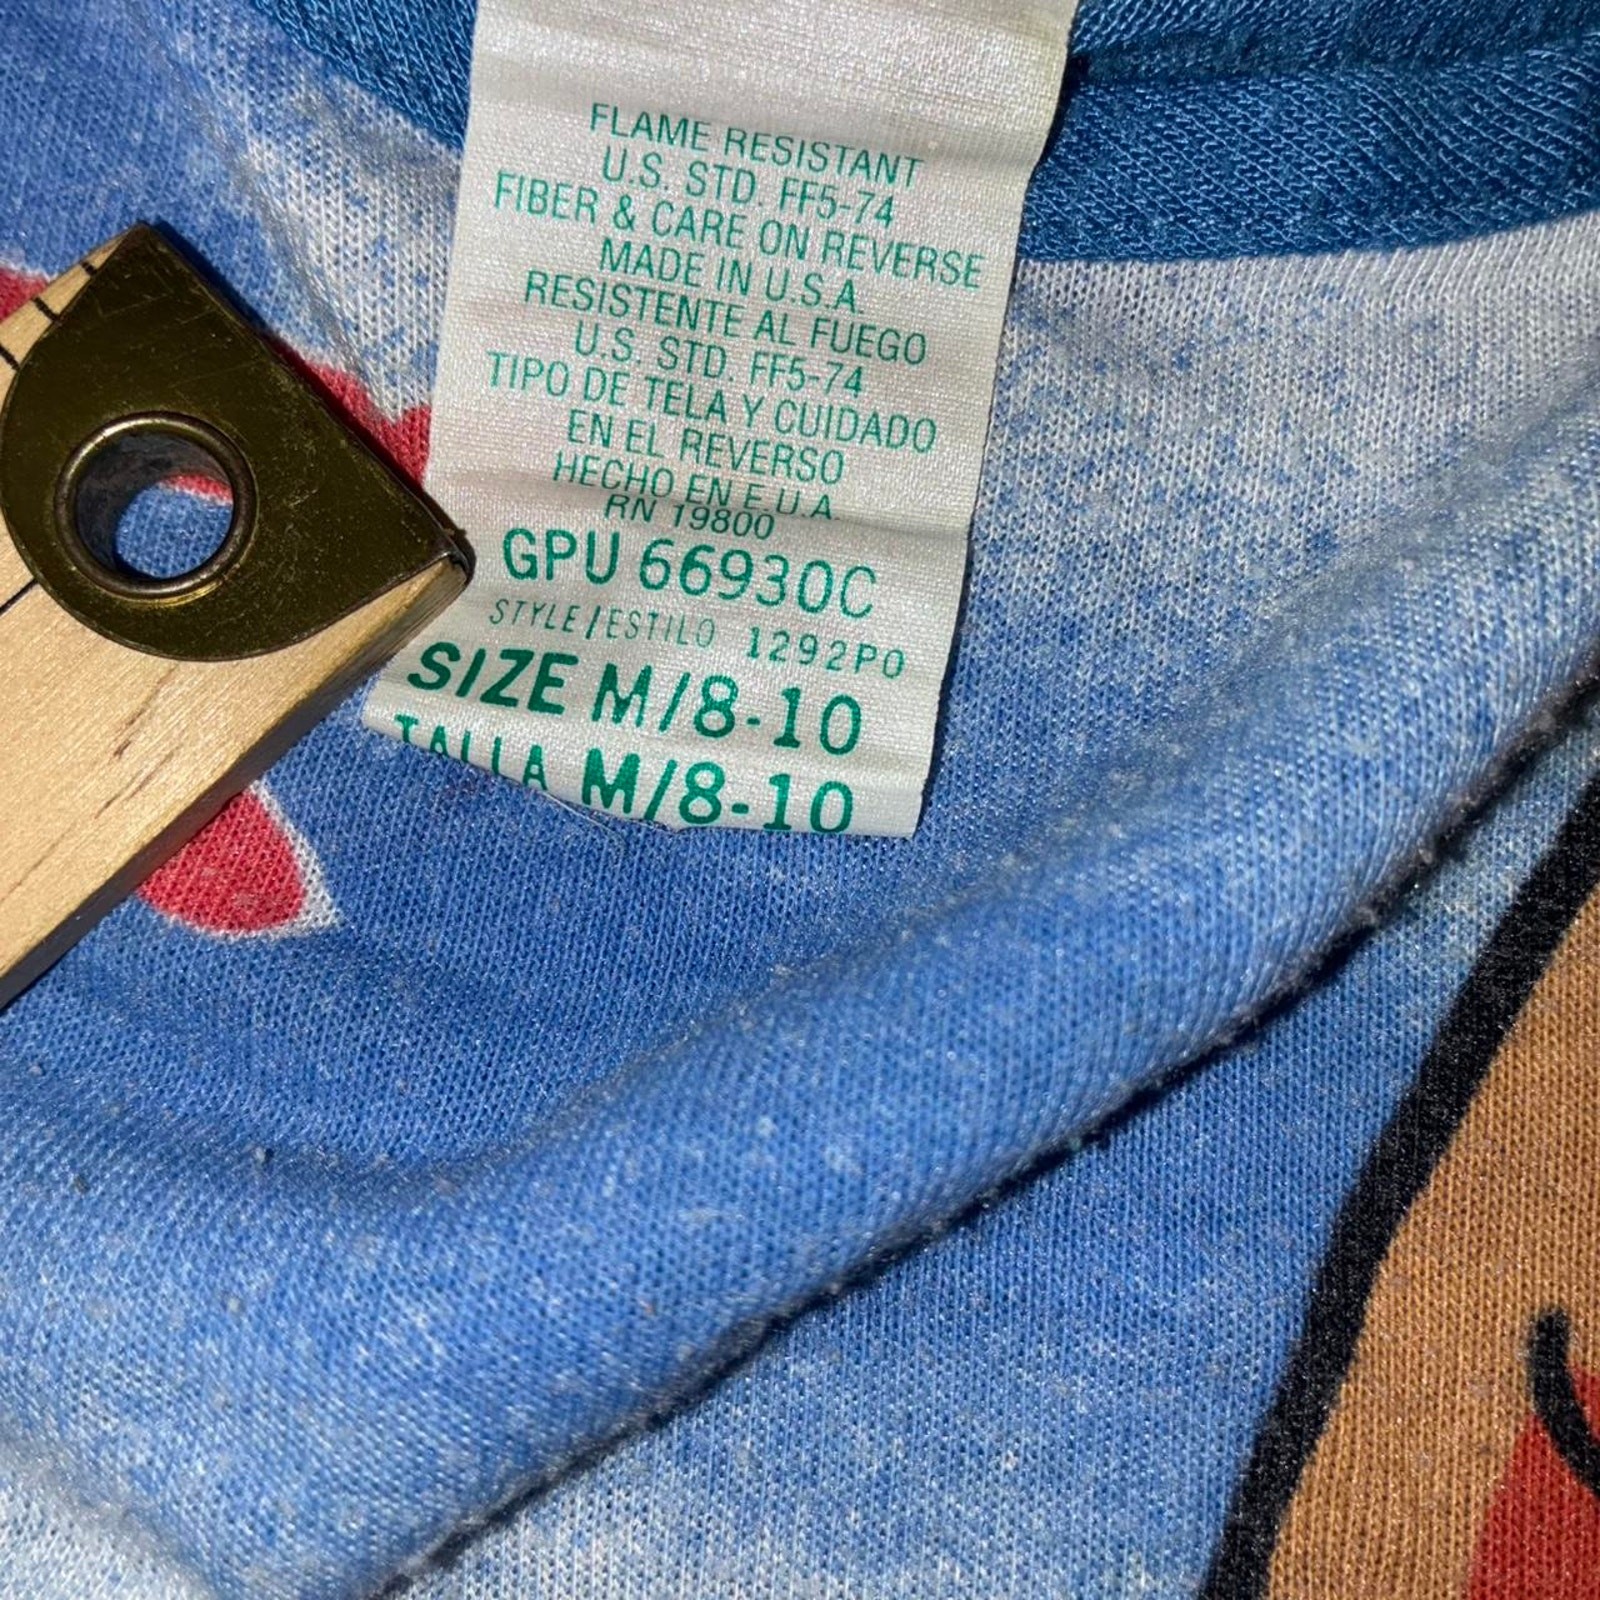 FLAME RESISTANT
U.S. STD. FF5-74
FIBER & CARE ON REVERSE
MADE IN U.S.A.
RESISTENTE AL FUEGO
U.S. STD. FF5-74
TIPO DE TELA Y CUIDADO
EN EL REVERSO
HECHO EN E.U.A.
RN 19800
GPU 66930C
STYLE/ESTILO 1292PO
SIZE M/8-10
TALLA M/8-10